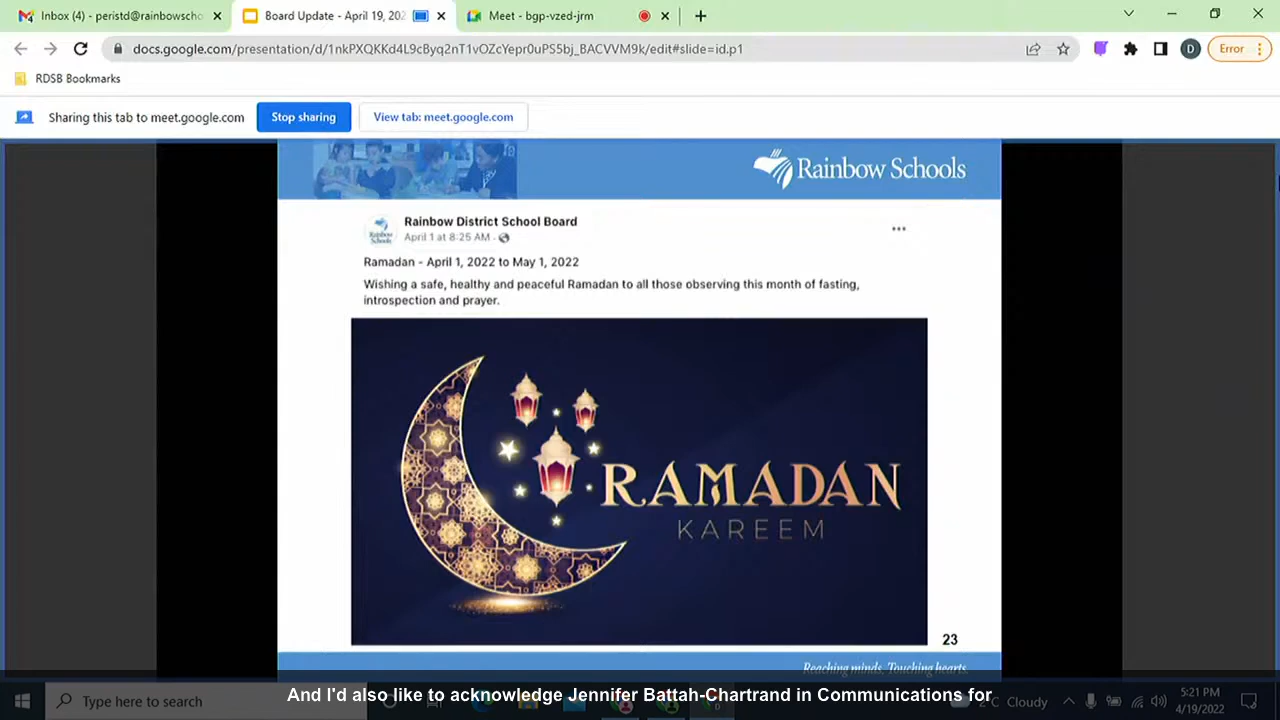 Inbox (4) - peristd@rainbowscho
Board Update - April 19, 202
Meet - bgp-vzed-jrm
docs.google.com/presentation/d/1nkPXQKKd4L9cByq2nT1vOZcYepr0uPS5bj_BACVVM9k/edit#slide=id.p1
D
Error
RDSB Bookmarks
Sharing this tab to meet.google.com
Stop sharing
View tab: meet.google.com
Rainbow Schools
Rainbow District School Board
April 1 at 8:25 AM ·
Rainbow
Schools
Ramadan - April 1, 2022 to May 1, 2022
Wishing a safe, healthy and peaceful Ramadan to all those observing this month of fasting,
introspection and prayer.
RAMADAN
KAREEM
23
Reaching minds. Touching hearts.
And I'd also like to acknowledge Jennifer Battah-Chartrand in Communications for
Type here to search
2°C Cloudy
5:21 PM
4/19/2022